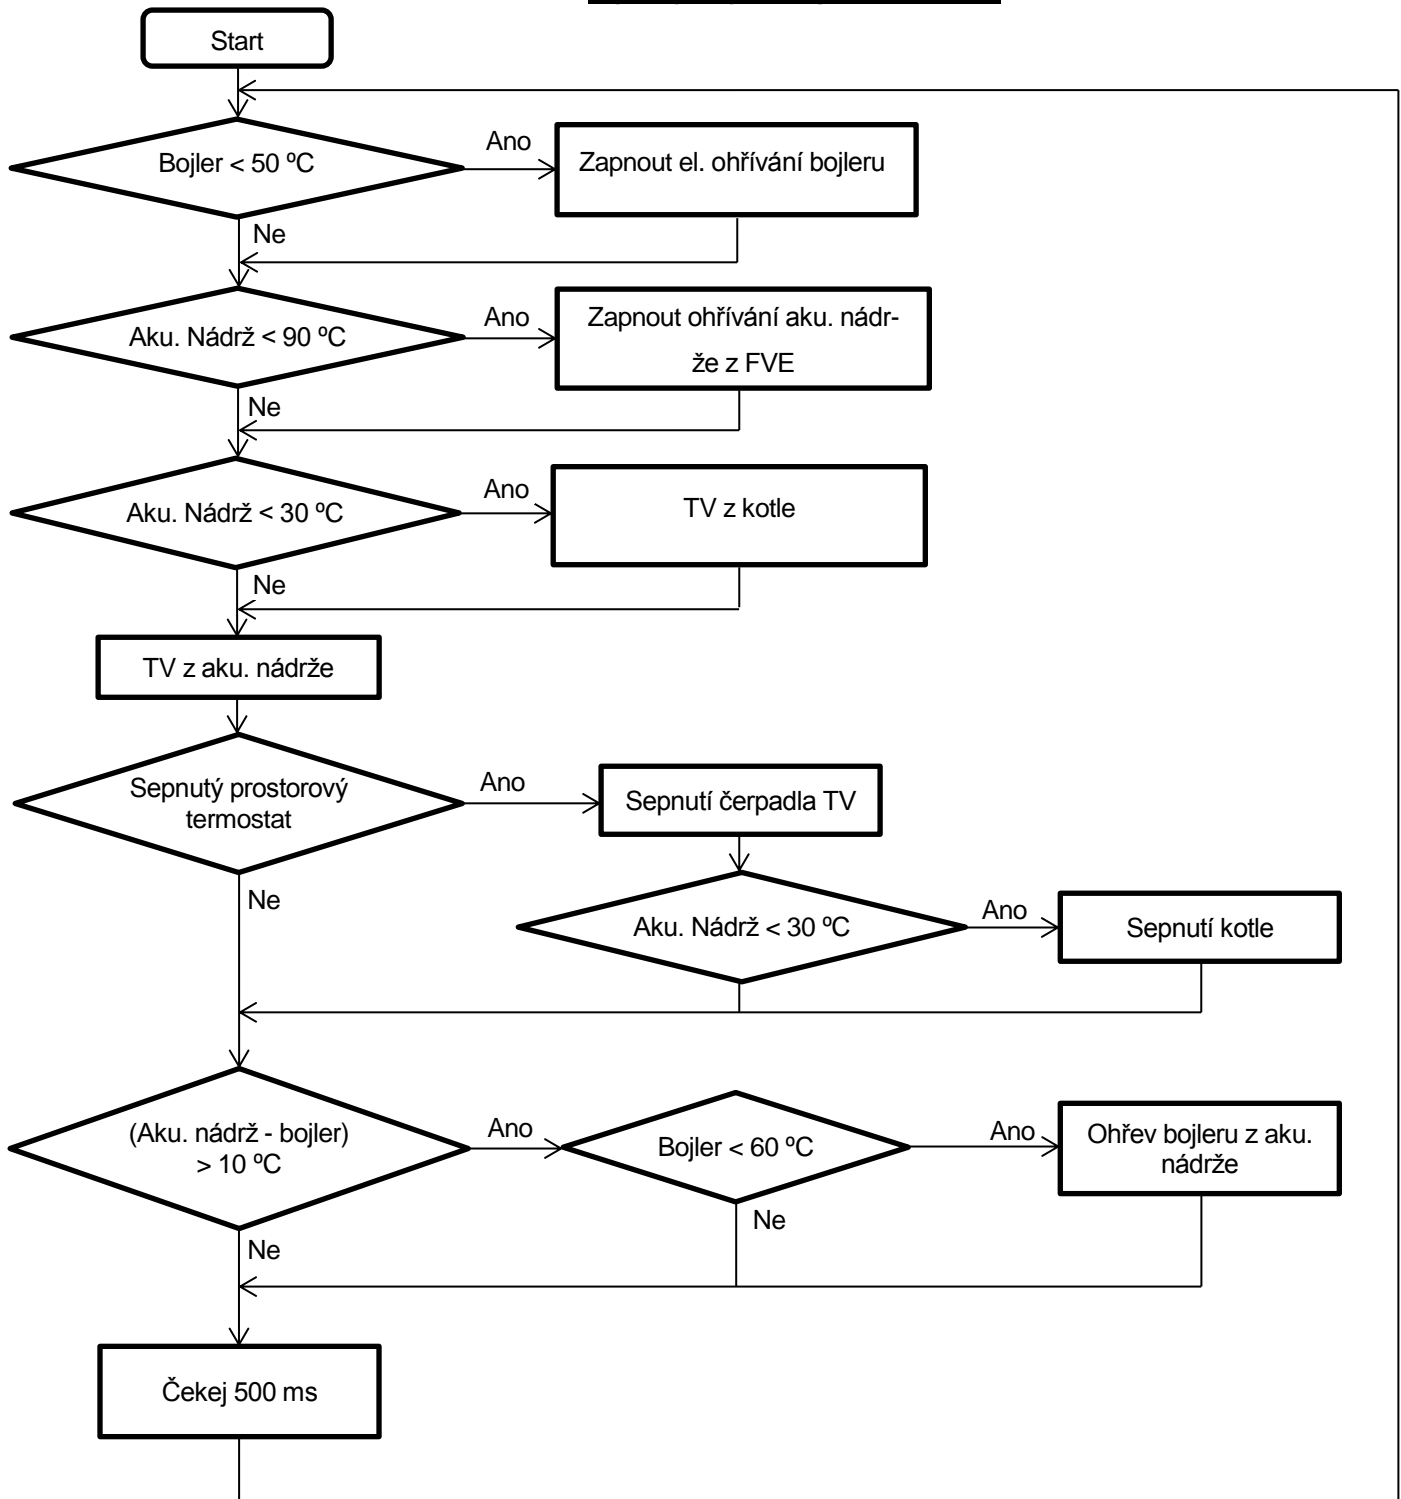 Start
Bojler < 50 ºC
Ano
Zapnout el. ohřívání bojleru
Ne
Aku. Nádrž < 90 ºC
Ano
Zapnout ohřívání aku. nádr-
že z FVE
Ne
Aku. Nádrž < 30 ºC
Ano
TV z kotle
Ne
TV z aku. nádrže
Sepnutý prostorový
termostat
Ano
Sepnutí čerpadla TV
Ne
Aku. Nádrž < 30 ºC
Ano
Sepnutí kotle
(Aku. nádrž - bojler)
> 10 ºC
Ano
Bojler < 60 ºC
Ano
Ohřev bojleru z aku.
nádrže
Ne
Ne
Čekej 500 ms